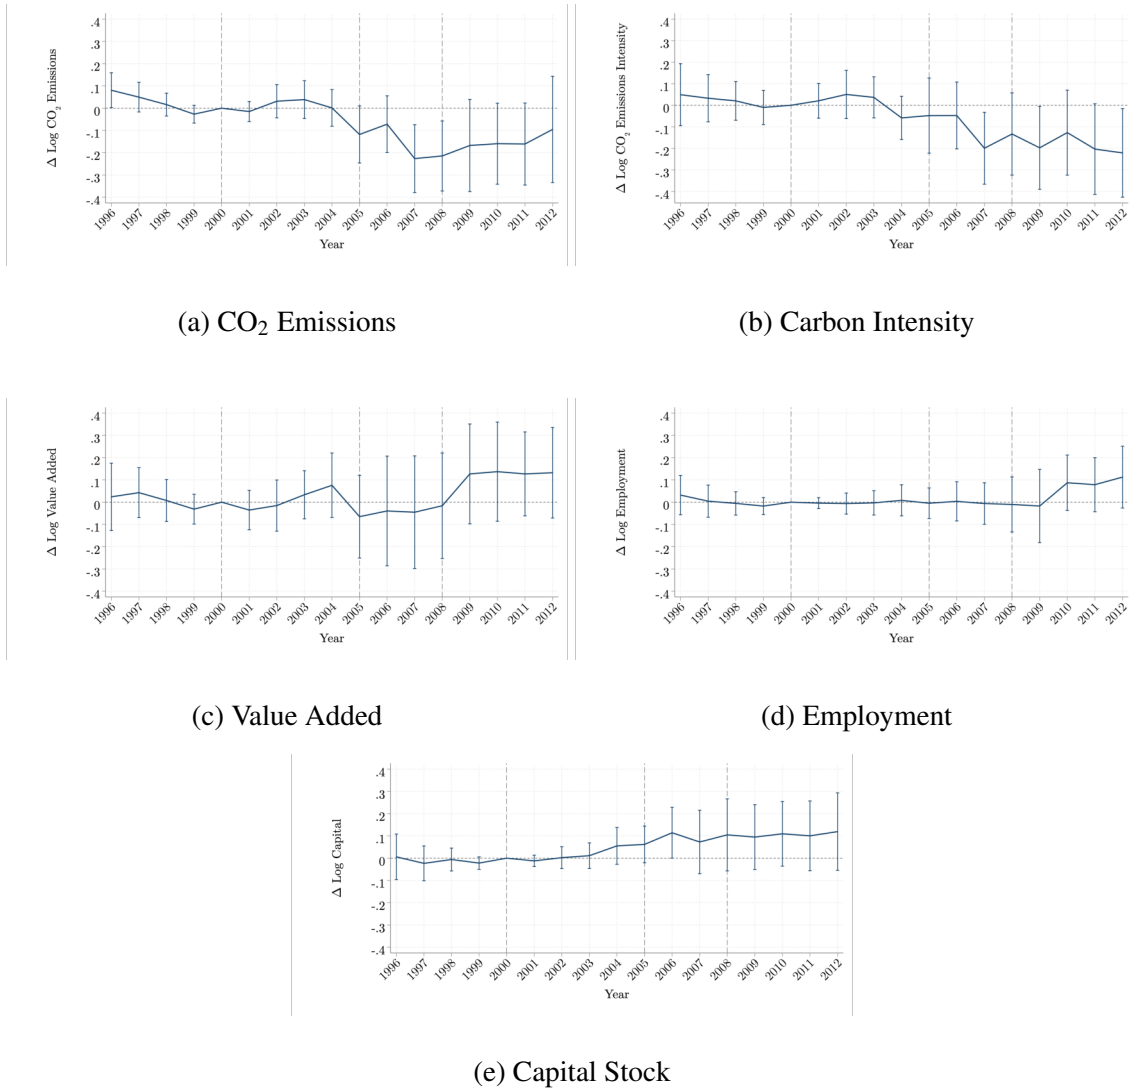 Δ Log CO₂ Emissions
.4
.3
.2
.1
0
-.1
-.2
-.3
-.4
1996 1997 1998 1999 2000 2001 2002 2003 2004 2005 2006 2007 2008 2009 2010 2011 2012
Year
(a) CO₂ Emissions
Δ Log CO₂ Emissions Intensity
.4
.3
.2
.1
0
-.1
-.2
-.3
-.4
1996 1997 1998 1999 2000 2001 2002 2003 2004 2005 2006 2007 2008 2009 2010 2011 2012
Year
(b) Carbon Intensity
Δ Log Value Added
.4
.3
.2
.1
0
-.1
-.2
-.3
-.4
1996 1997 1998 1999 2000 2001 2002 2003 2004 2005 2006 2007 2008 2009 2010 2011 2012
Year
(c) Value Added
Δ Log Employment
.4
.3
.2
.1
0
-.1
-.2
-.3
-.4
1996 1997 1998 1999 2000 2001 2002 2003 2004 2005 2006 2007 2008 2009 2010 2011 2012
Year
(d) Employment
Δ Log Capital
.4
.3
.2
.1
0
-.1
-.2
-.3
-.4
1996 1997 1998 1999 2000 2001 2002 2003 2004 2005 2006 2007 2008 2009 2010 2011 2012
Year
(e) Capital Stock